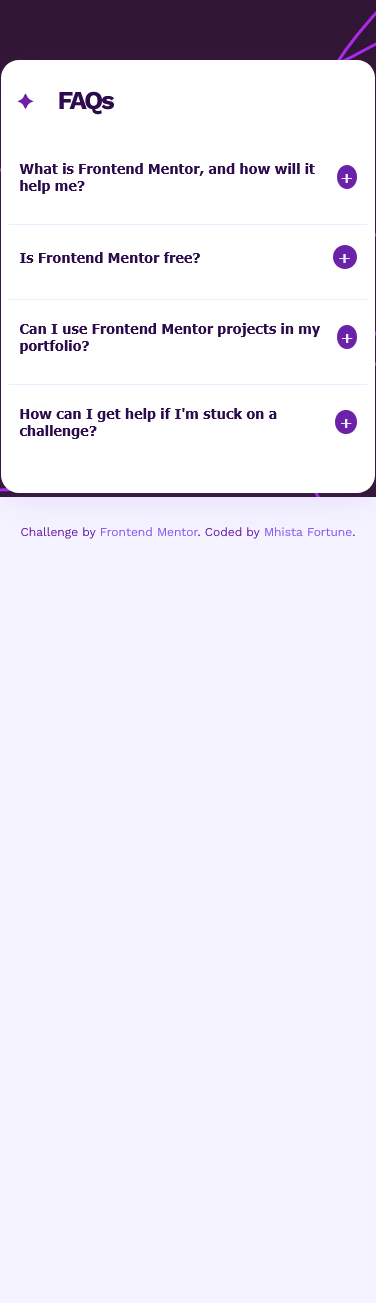 FAQs
What is Frontend Mentor, and how will it
help me?
+
Is Frontend Mentor free?
+
Can I use Frontend Mentor projects in my
portfolio?
+
How can I get help if I'm stuck on a
challenge?
+
Challenge by Frontend Mentor. Coded by Mhista Fortune.